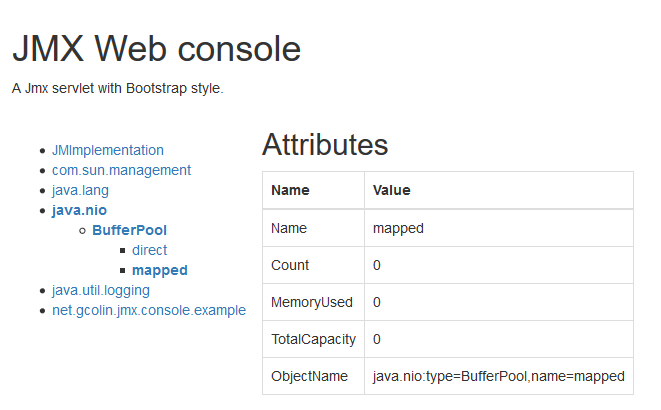 JMX Web console
A Jmx servlet with Bootstrap style.
JMImplementation
com.sun.management
java.lang
java.nio
BufferPool
direct
mapped
java.util.logging
net.gcolin.jmx.console.example
Attributes
Name Value
Name mapped
Count 0
MemoryUsed 0
TotalCapacity 0
ObjectName java.nio:type=BufferPool,name=mapped